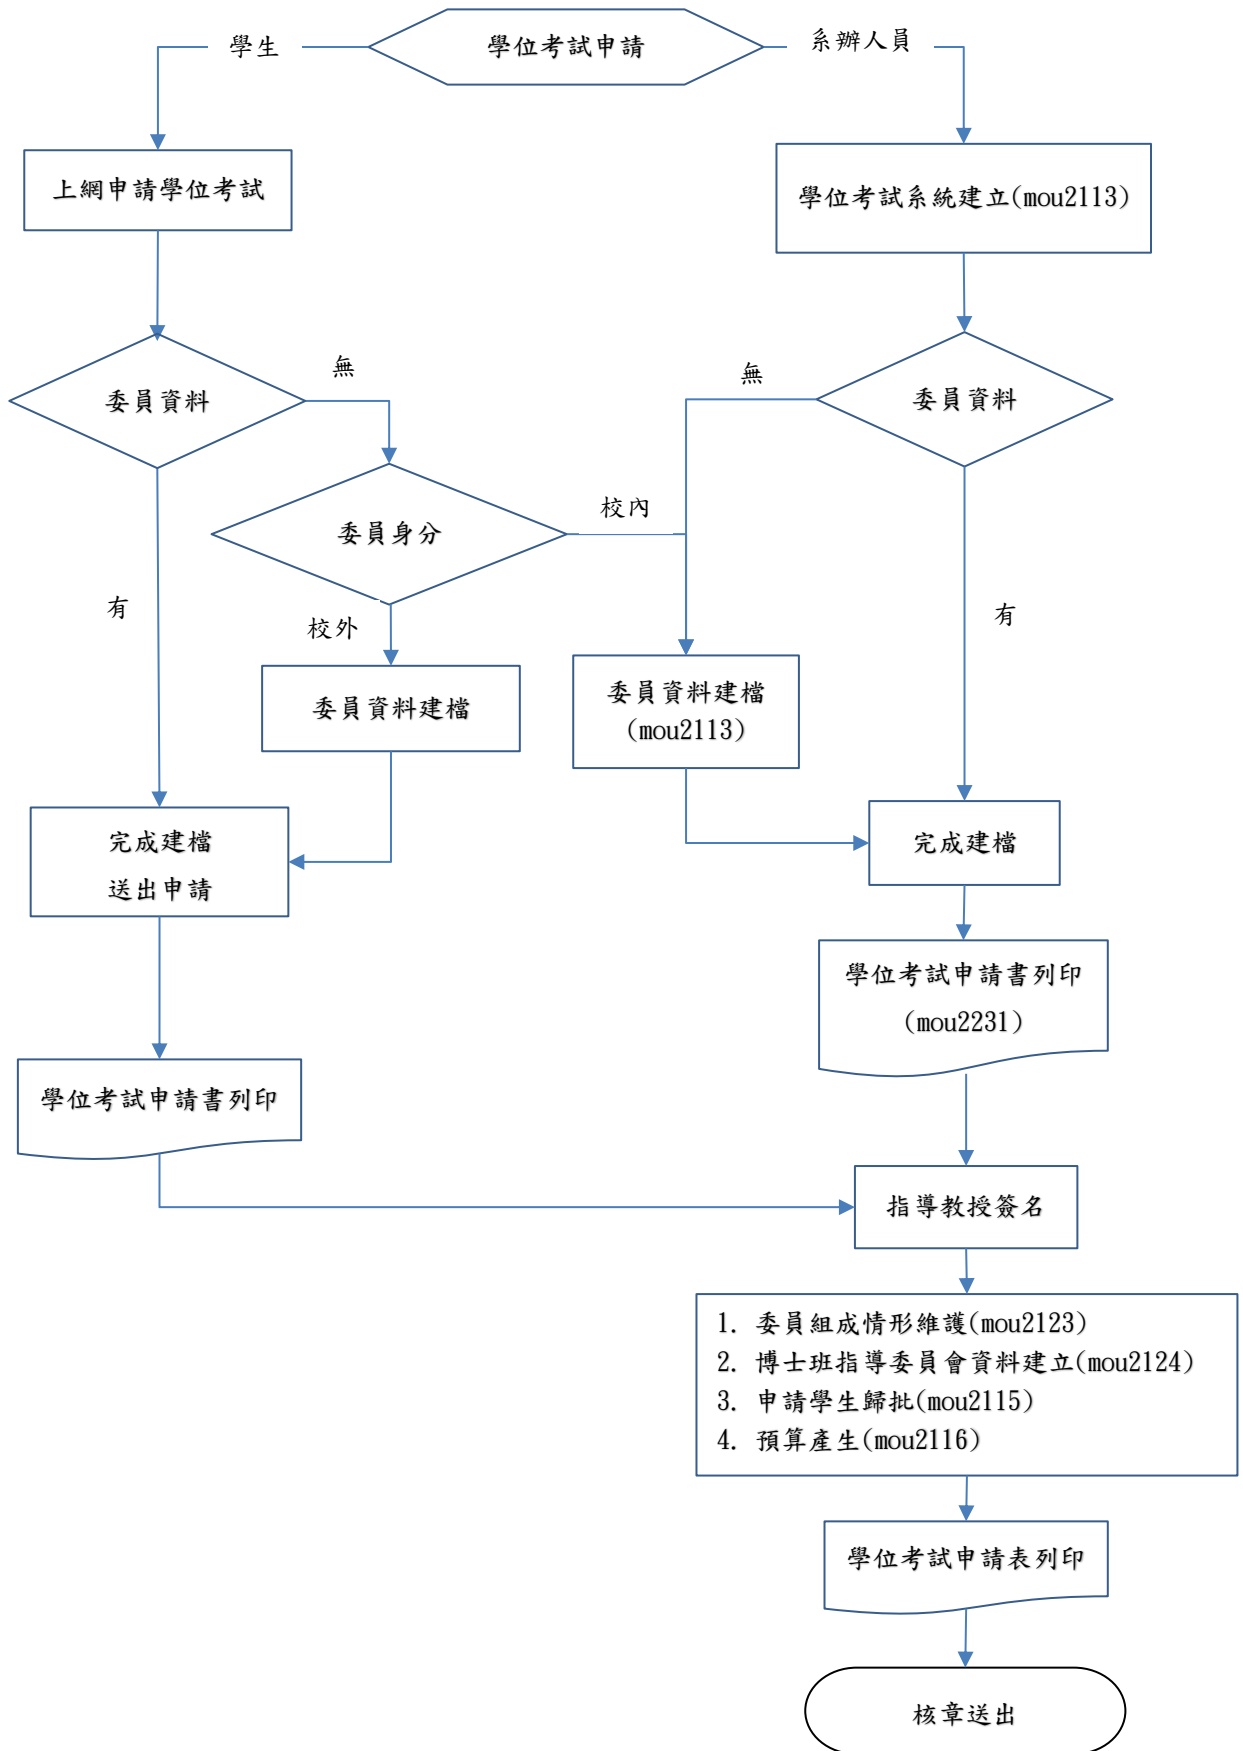 學生
學位考試申請
系辦人員
上網申請學位考試
學位考試系統建立(mou2113)
委員資料
無
無
委員資料
委員身分
校內
有
校外
有
委員資料建檔
委員資料建檔
(mou2113)
完成建檔
送出申請
完成建檔
學位考試申請書列印
(mou2231)
學位考試申請書列印
指導教授簽名
1. 委員組成情形維護(mou2123)
2. 博士班指導委員會資料建立(mou2124)
3. 申請學生歸批(mou2115)
4. 預算產生(mou2116)
學位考試申請表列印
核章送出